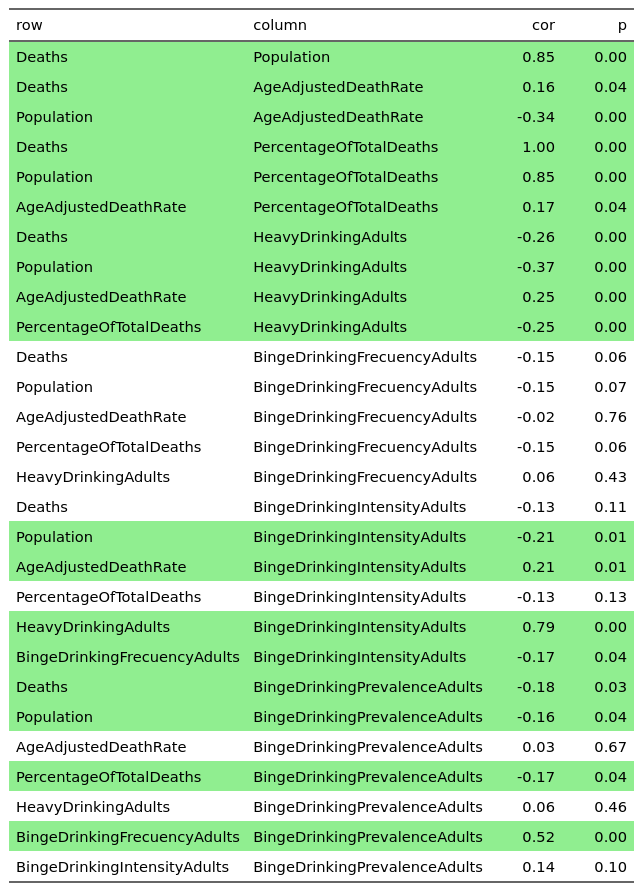 row column cor p
Deaths Population 0.85 0.00
Deaths AgeAdjustedDeathRate 0.16 0.04
Population AgeAdjustedDeathRate -0.34 0.00
Deaths PercentageOfTotalDeaths 1.00 0.00
Population PercentageOfTotalDeaths 0.85 0.00
AgeAdjustedDeathRate PercentageOfTotalDeaths 0.17 0.04
Deaths HeavyDrinkingAdults -0.26 0.00
Population HeavyDrinkingAdults -0.37 0.00
AgeAdjustedDeathRate HeavyDrinkingAdults 0.25 0.00
PercentageOfTotalDeaths HeavyDrinkingAdults -0.25 0.00
Deaths BingeDrinkingFrecuencyAdults -0.15 0.06
Population BingeDrinkingFrecuencyAdults -0.15 0.07
AgeAdjustedDeathRate BingeDrinkingFrecuencyAdults -0.02 0.76
PercentageOfTotalDeaths BingeDrinkingFrecuencyAdults -0.15 0.06
HeavyDrinkingAdults BingeDrinkingFrecuencyAdults 0.06 0.43
Deaths BingeDrinkingIntensityAdults -0.13 0.11
Population BingeDrinkingIntensityAdults -0.21 0.01
AgeAdjustedDeathRate BingeDrinkingIntensityAdults 0.21 0.01
PercentageOfTotalDeaths BingeDrinkingIntensityAdults -0.13 0.13
HeavyDrinkingAdults BingeDrinkingIntensityAdults 0.79 0.00
BingeDrinkingFrecuencyAdults BingeDrinkingIntensityAdults -0.17 0.04
Deaths BingeDrinkingPrevalenceAdults -0.18 0.03
Population BingeDrinkingPrevalenceAdults -0.16 0.04
AgeAdjustedDeathRate BingeDrinkingPrevalenceAdults 0.03 0.67
PercentageOfTotalDeaths BingeDrinkingPrevalenceAdults -0.17 0.04
HeavyDrinkingAdults BingeDrinkingPrevalenceAdults 0.06 0.46
BingeDrinkingFrecuencyAdults BingeDrinkingPrevalenceAdults 0.52 0.00
BingeDrinkingIntensityAdults BingeDrinkingPrevalenceAdults 0.14 0.10